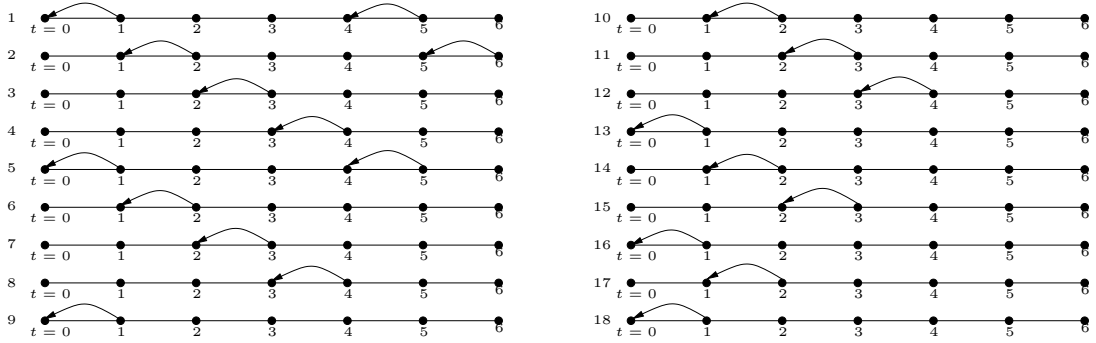 1 t = 0 1 2 3 4 5 6
2 t = 0 1 2 3 4 5 6
3 t = 0 1 2 3 4 5 6
4 t = 0 1 2 3 4 5 6
5 t = 0 1 2 3 4 5 6
6 t = 0 1 2 3 4 5 6
7 t = 0 1 2 3 4 5 6
8 t = 0 1 2 3 4 5 6
9 t = 0 1 2 3 4 5 6
10 t = 0 1 2 3 4 5 6
11 t = 0 1 2 3 4 5 6
12 t = 0 1 2 3 4 5 6
13 t = 0 1 2 3 4 5 6
14 t = 0 1 2 3 4 5 6
15 t = 0 1 2 3 4 5 6
16 t = 0 1 2 3 4 5 6
17 t = 0 1 2 3 4 5 6
18 t = 0 1 2 3 4 5 6